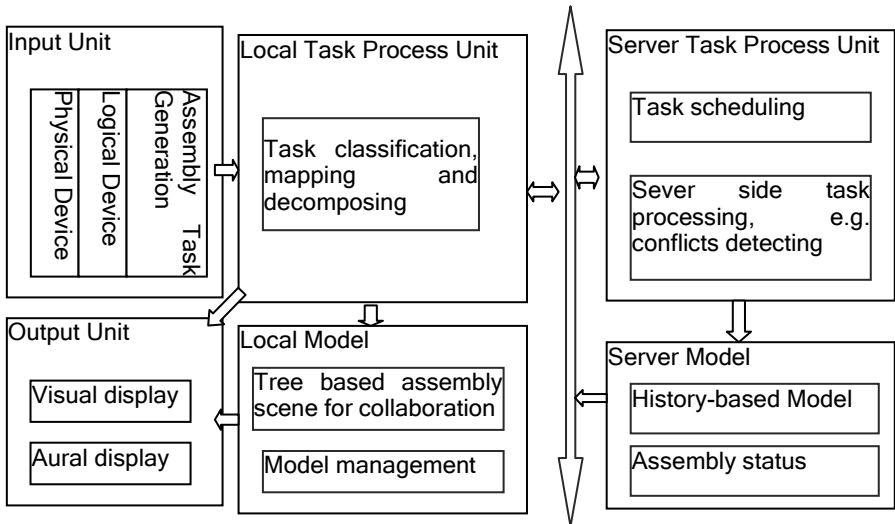 Input Unit
Physical Device
Logical Device
Assembly Task
Generation
Local Task Process Unit
Task classification,
mapping and
decomposing
Server Task Process Unit
Task scheduling
Sever side task
processing, e.g.
conflicts detecting
Output Unit
Visual display
Aural display
Local Model
Tree based assembly
scene for collaboration
Model management
Server Model
History-based Model
Assembly status